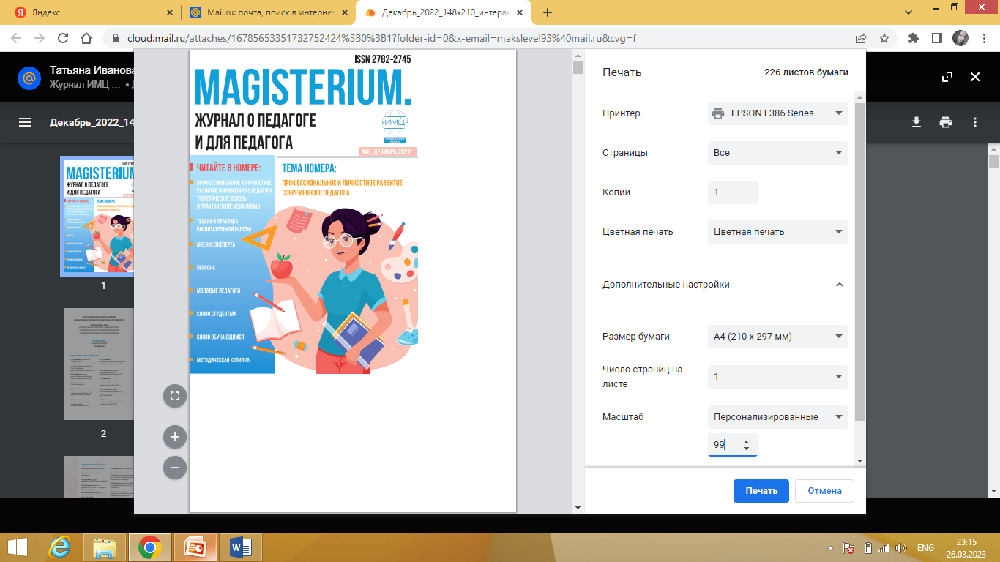 Яндекс
Mail.ru: почта, поиск в интернет
Декабрь_2022_148x210_интерак
cloud.mail.ru/attaches/16785653351732752424%3B0%3B1?folder-id=0&x-email=makslevel93%40mail.ru&cvg=f
Татьяна Иванова
Журнал ИМЦ ...
Декабрь_2022_14
1
2
ISSN 2782-2745
MAGISTERIUM.
ЖУРНАЛ О ПЕДАГОГЕ
И ДЛЯ ПЕДАГОГА
ИМЦ
№6, ДЕКАБРЬ 2022
ЧИТАЙТЕ В НОМЕРЕ:
ПРОФЕССИОНАЛЬНОЕ И ЛИЧНОСТНОЕ
РАЗВИТИЕ СОВРЕМЕННОГО ПЕДАГОГА:
ТЕОРЕТИЧЕСКИЕ ОСНОВЫ
И ПРАКТИЧЕСКИЕ МЕХАНИЗМЫ
ТЕОРИЯ И ПРАКТИКА
ВОСПИТАТЕЛЬНОЙ РАБОТЫ
МНЕНИЕ ЭКСПЕРТА
ПЕРСОНА
МОЛОДЫЕ ПЕДАГОГИ
СЛОВО СТУДЕНТАМ
СЛОВО ОБУЧАЮЩИМСЯ
МЕТОДИЧЕСКАЯ КОПИЛКА
ТЕМА НОМЕРА:
ПРОФЕССИОНАЛЬНОЕ И ЛИЧНОСТНОЕ РАЗВИТИЕ
СОВРЕМЕННОГО ПЕДАГОГА
Печать 226 листов бумаги
Принтер EPSON L386 Series
Страницы Все
Копии 1
Цветная печать Цветная печать
Дополнительные настройки
Размер бумаги A4 (210 x 297 мм)
Число страниц на
листе 1
Масштаб Персонализированные
99
Печать Отмена
ENG
23:15
26.03.2023